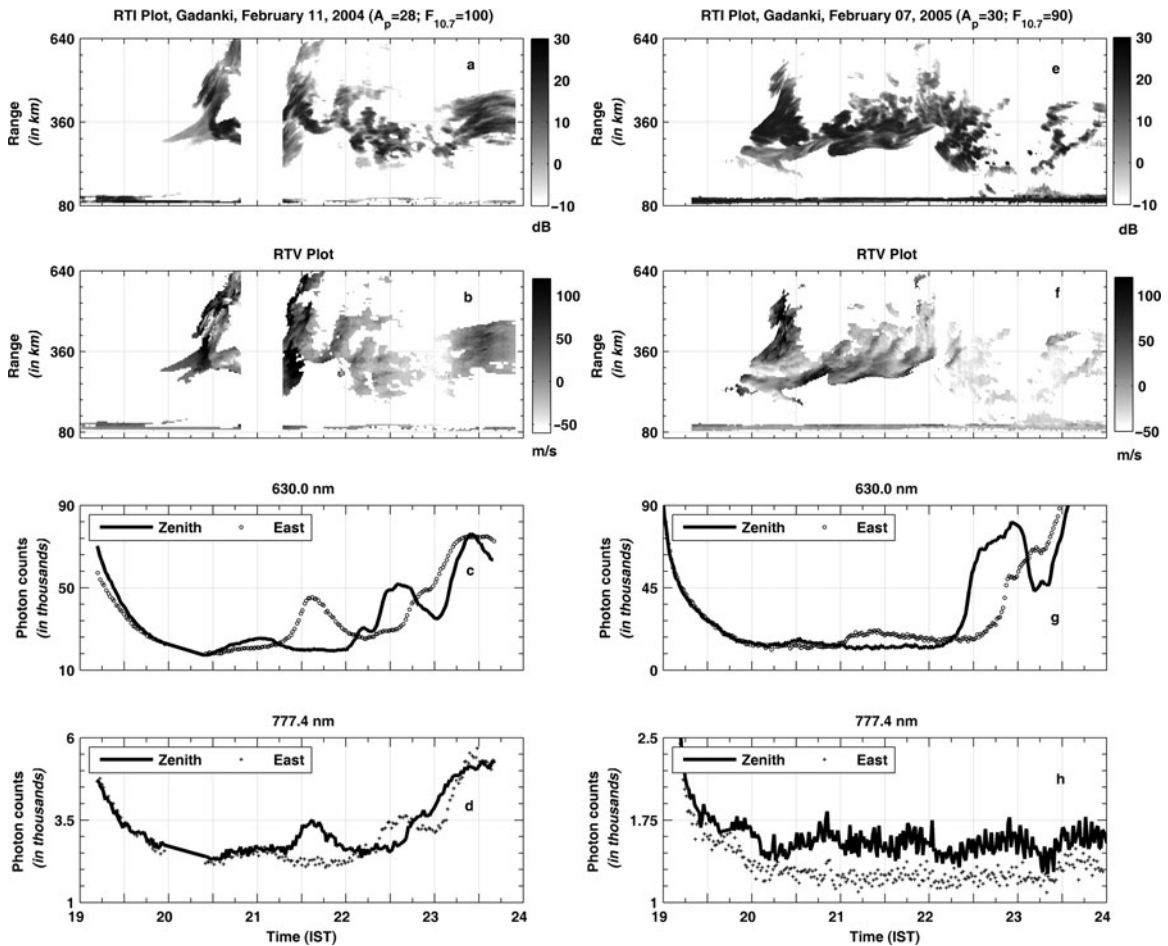 RTI Plot, Gadanki, February 11, 2004 (Ap=28; F10.7=100)
640
360
80
Range
(in km)
a
30
20
10
0
−10
dB
RTV Plot
640
360
80
Range
(in km)
b
100
50
0
−50
m/s
630.0 nm
90
50
10
Photon counts
(in thousands)
Zenith East
c
777.4 nm
6
3.5
1
Photon counts
(in thousands)
Zenith East
d
19 20 21 22 23 24
Time (IST)
RTI Plot, Gadanki, February 07, 2005 (Ap=30; F10.7=90)
640
360
80
Range
(in km)
e
30
20
10
0
−10
dB
RTV Plot
640
360
80
Range
(in km)
f
100
50
0
−50
m/s
630.0 nm
90
45
0
Photon counts
(in thousands)
Zenith East
g
19 20 21 22 23 24
777.4 nm
2.5
1.75
1
Photon counts
(in thousands)
Zenith East
h
19 20 21 22 23 24
Time (IST)